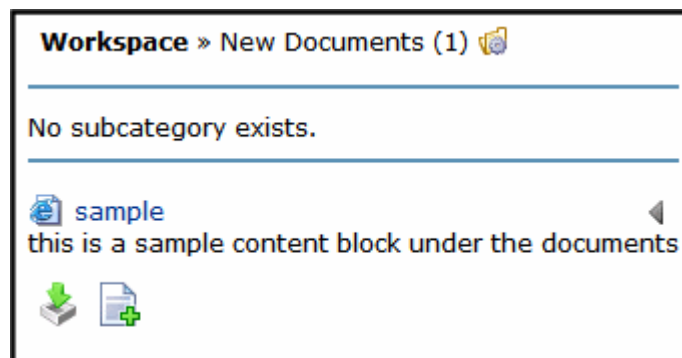 Workspace » New Documents (1)
No subcategory exists.
sample
this is a sample content block under the documents